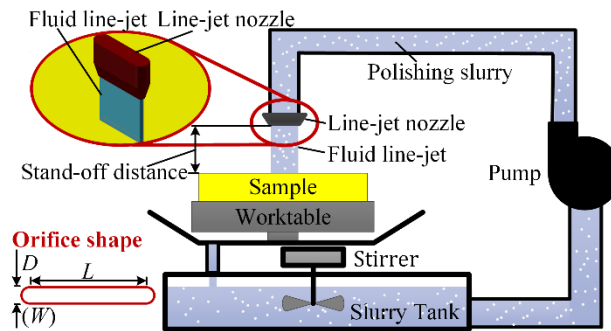 Fluid line-jet
Line-jet nozzle
Polishing slurry
Line-jet nozzle
Fluid line-jet
Stand-off distance
Sample
Pump
Worktable
Orifice shape
Stirrer
D
L
(W)
Slurry Tank